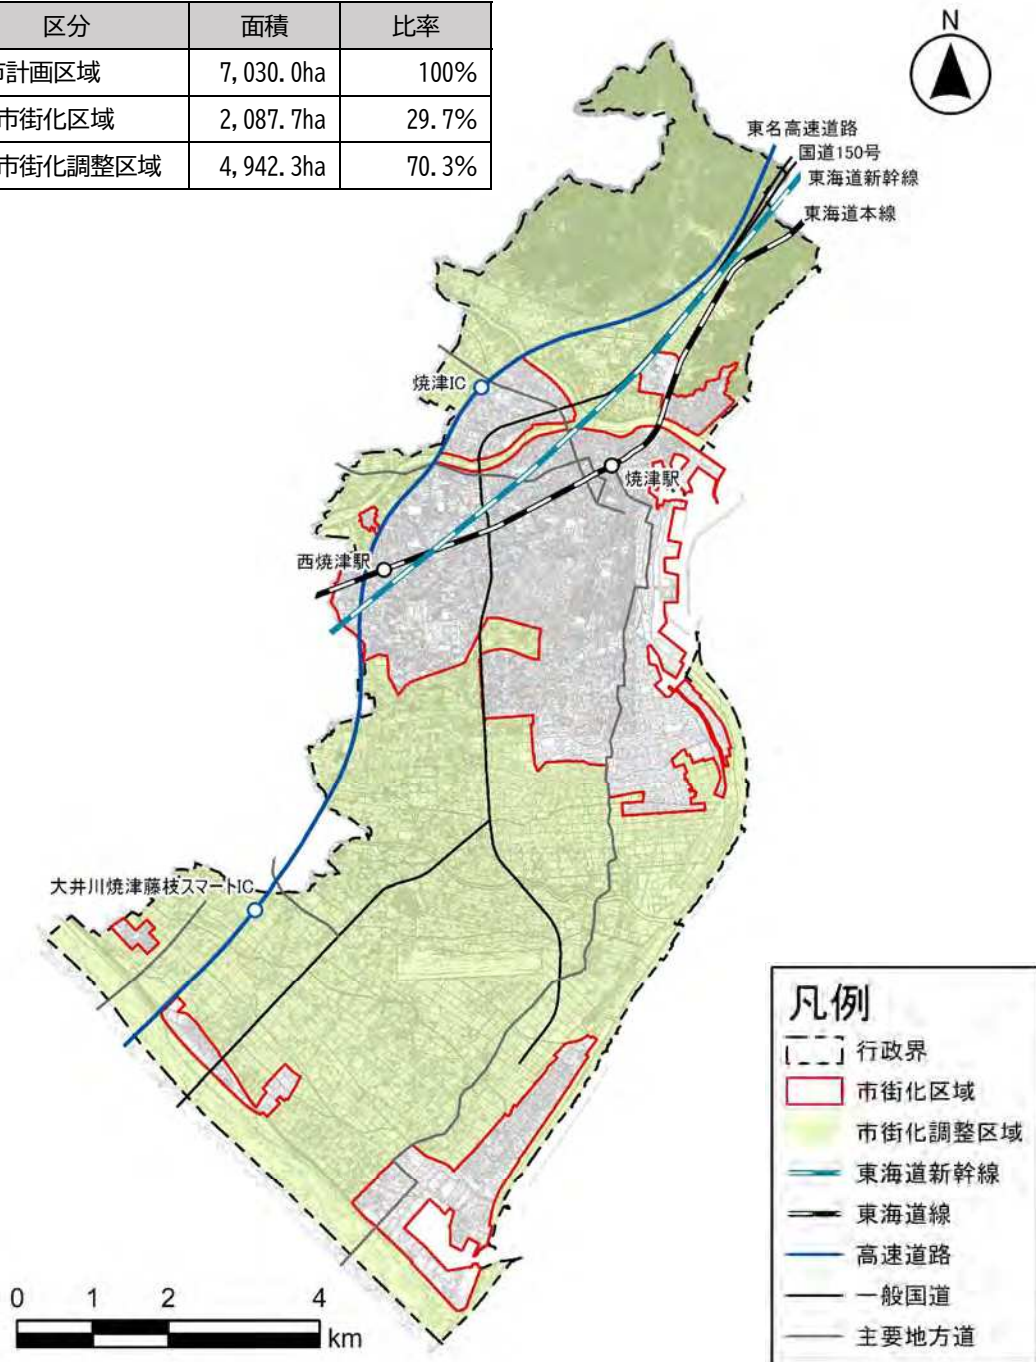 区分 面積 比率
市計画区域 7,030.0ha 100%
市街化区域 2,087.7ha 29.7%
市街化調整区域 4,942.3ha 70.3%
N
東名高速道路
国道150号
東海道新幹線
東海道本線
焼津IC
焼津駅
西焼津駅
大井川焼津藤枝スマートIC
凡例
行政界
市街化区域
市街化調整区域
東海道新幹線
東海道線
高速道路
一般国道
主要地方道
0 1 2 4
km